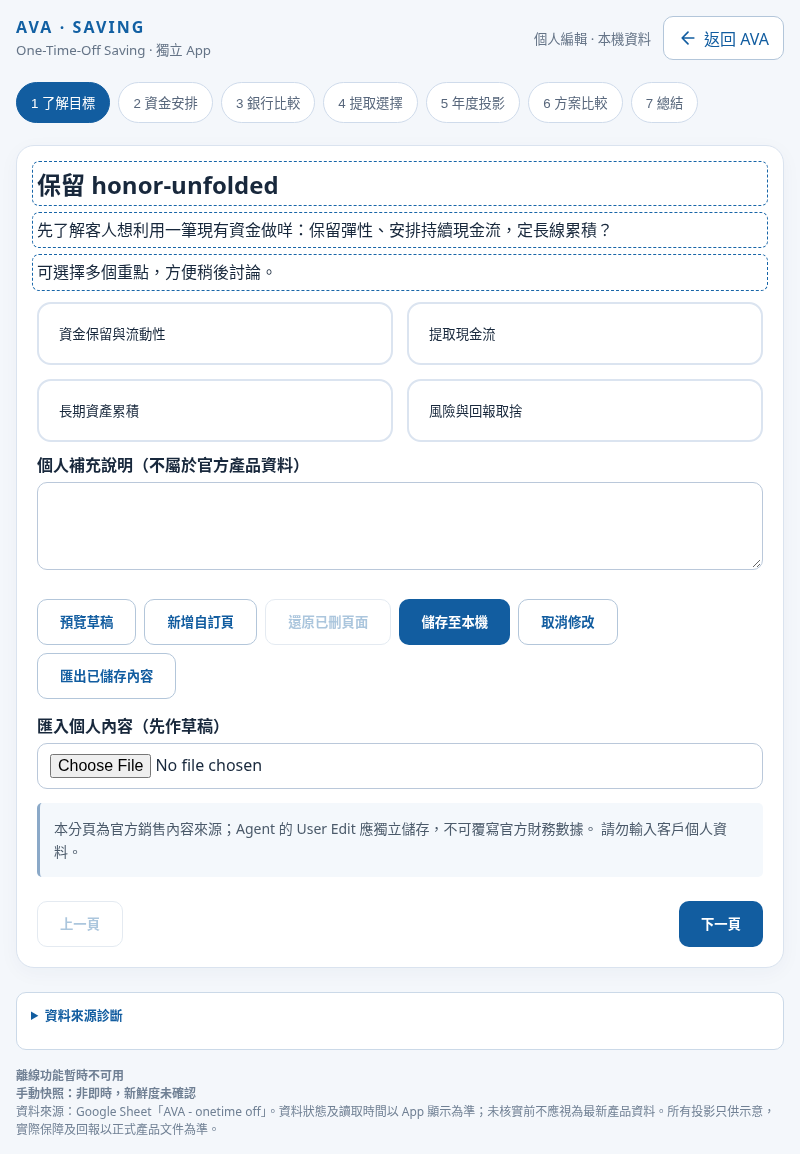 AVA · SAVING
One-Time-Off Saving · 獨立 App
個人編輯 · 本機資料
← 返回 AVA
1 了解目標
2 資金安排
3 銀行比較
4 提取選擇
5 年度投影
6 方案比較
7 總結
保留 honor-unfolded
先了解客人想利用一筆現有資金做咩：保留彈性、安排持續現金流，定長線累積？
可選擇多個重點，方便稍後討論。
資金保留與流動性
提取現金流
長期資產累積
風險與回報取捨
個人補充說明（不屬於官方產品資料）
預覽草稿
新增自訂頁
還原已刪頁面
儲存至本機
取消修改
匯出已儲存內容
匯入個人內容（先作草稿）
Choose File No file chosen
本分頁為官方銷售內容來源；Agent 的 User Edit 應獨立儲存，不可覆寫官方財務數據。 請勿輸入客戶個人資
料。
上一頁
下一頁
▶ 資料來源診斷
離線功能暫時不可用
手動快照：非即時，新鮮度未確認
資料來源：Google Sheet「AVA - onetime off」。資料狀態及讀取時間以 App 顯示為準；未核實前不應視為最新產品資料。所有投影只供示意，
實際保障及回報以正式產品文件為準。